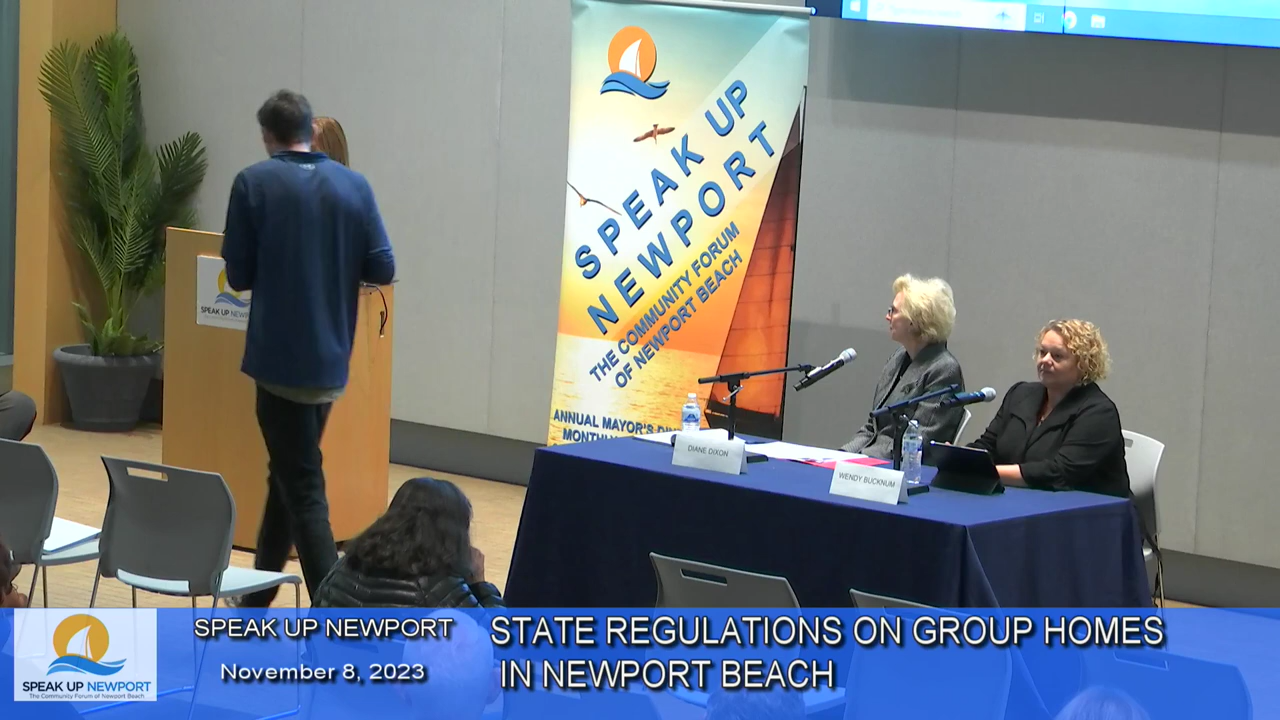 SPEAK UP
NEWPORT
THE COMMUNITY FORUM
OF NEWPORT BEACH
ANNUAL MAYOR'S
SPEAK UP
DIANE DIXON
WENDY BUCKNUM
SPEAK UP NEWPORT
November 8, 2023
STATE REGULATIONS ON GROUP HOMES
IN NEWPORT BEACH
SPEAK UP NEWPORT
The Community Forum of Newport Beach